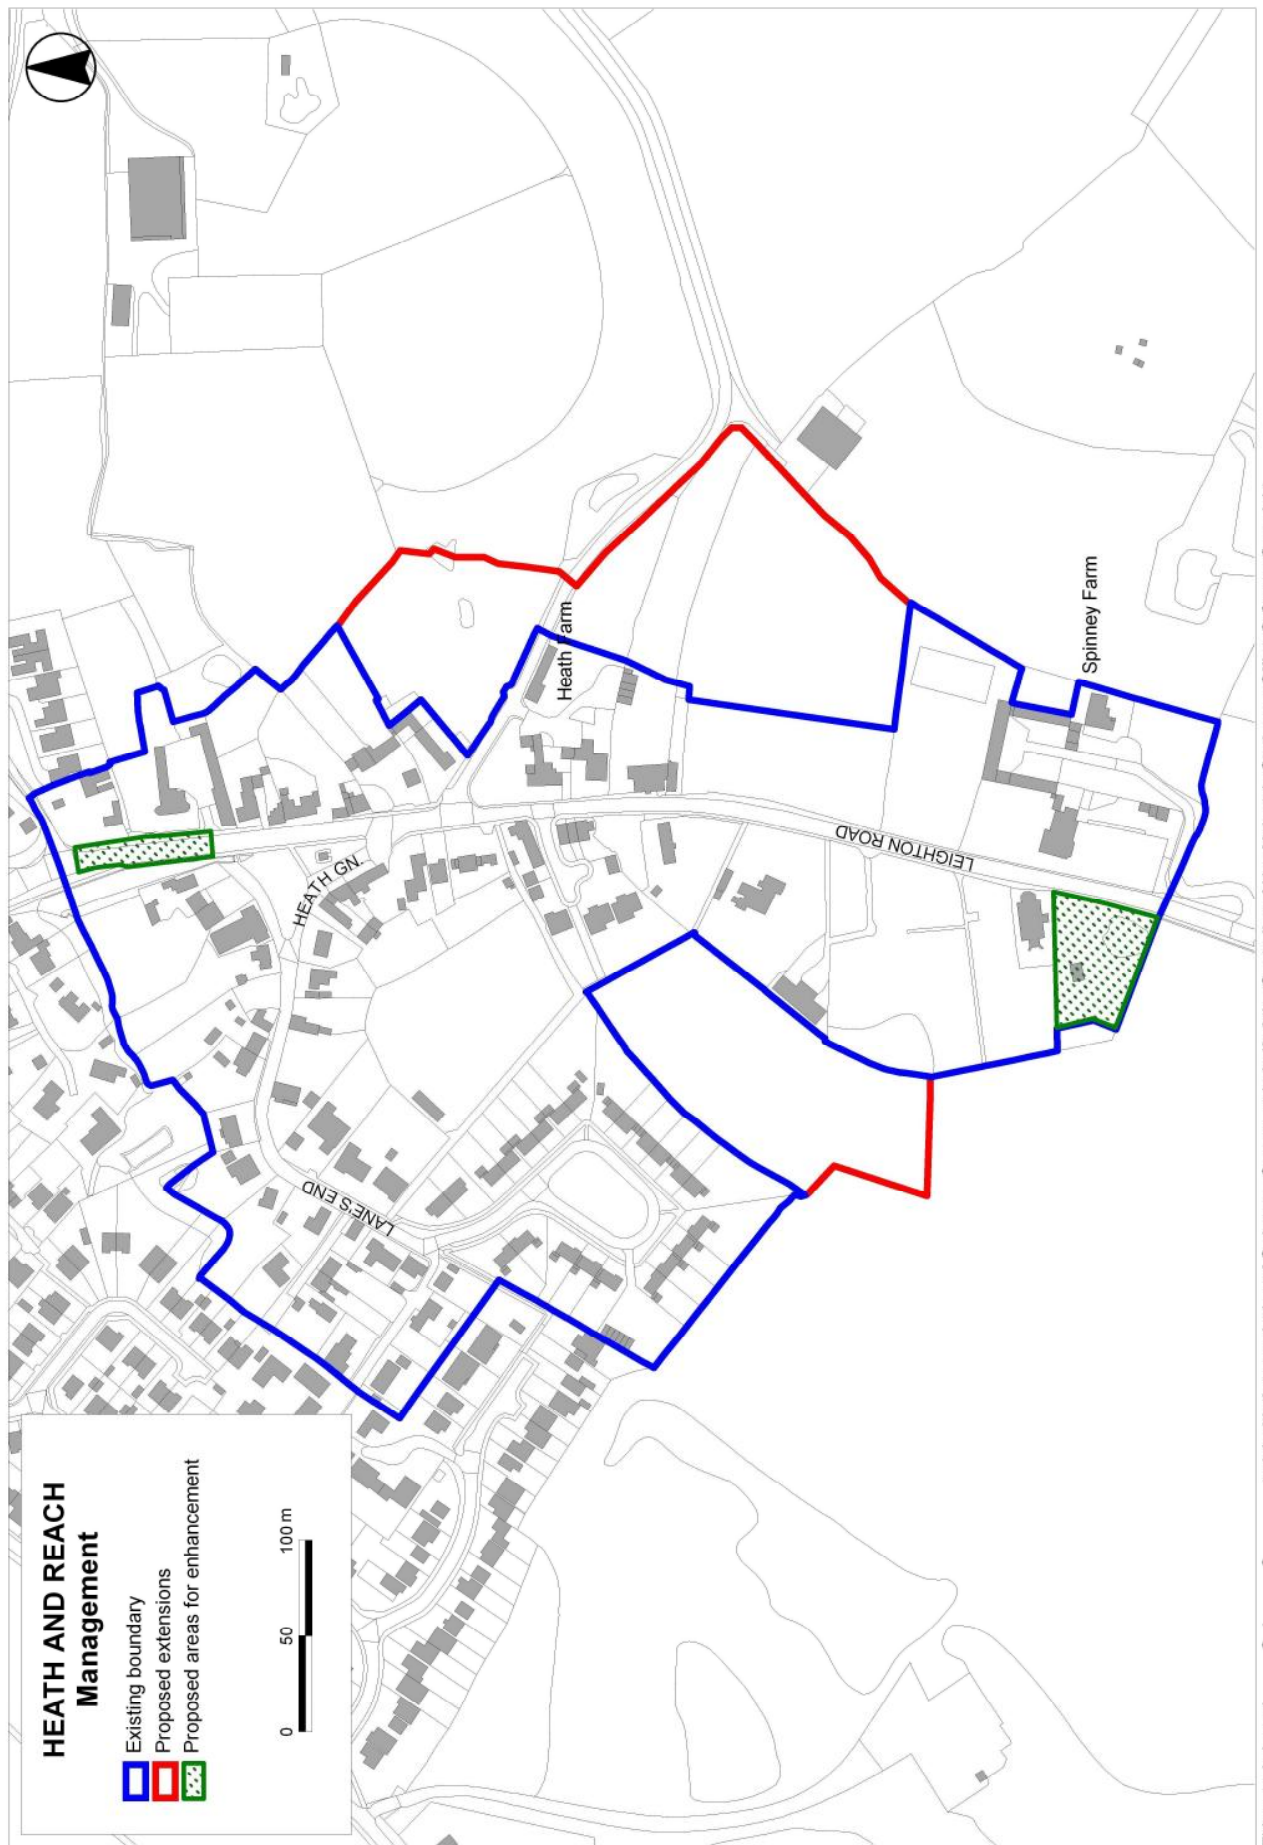 HEATH AND REACH
Management
Existing boundary
Proposed extensions
Proposed areas for enhancement
0 50 100 m
HEATH GN.
LANE'S END
Heath Farm
LEIGHTON ROAD
Spinney Farm